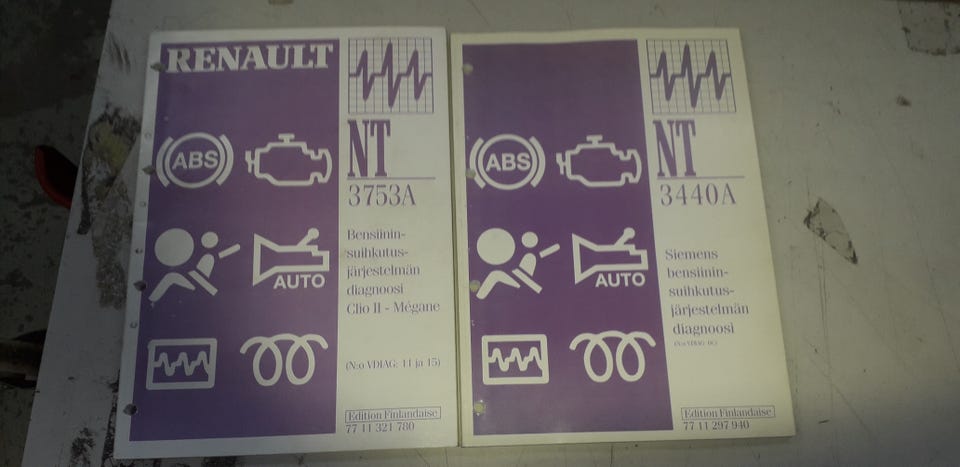 RENAULT
ABS
AUTO
NT
3753A
Bensiinin-
suihkutus-
järjestelmän
diagnoosi
Clio II - Mégane
(N:o VDIAG: 11 ja 15)
Edition Finlandaise
77 11 321 780
ABS
AUTO
NT
3440A
Siemens
bensiinin-
suihkutus-
järjestelmän
diagnoosi
(N:o VDIAG:
Edition Finlandaise
77 11 297 940